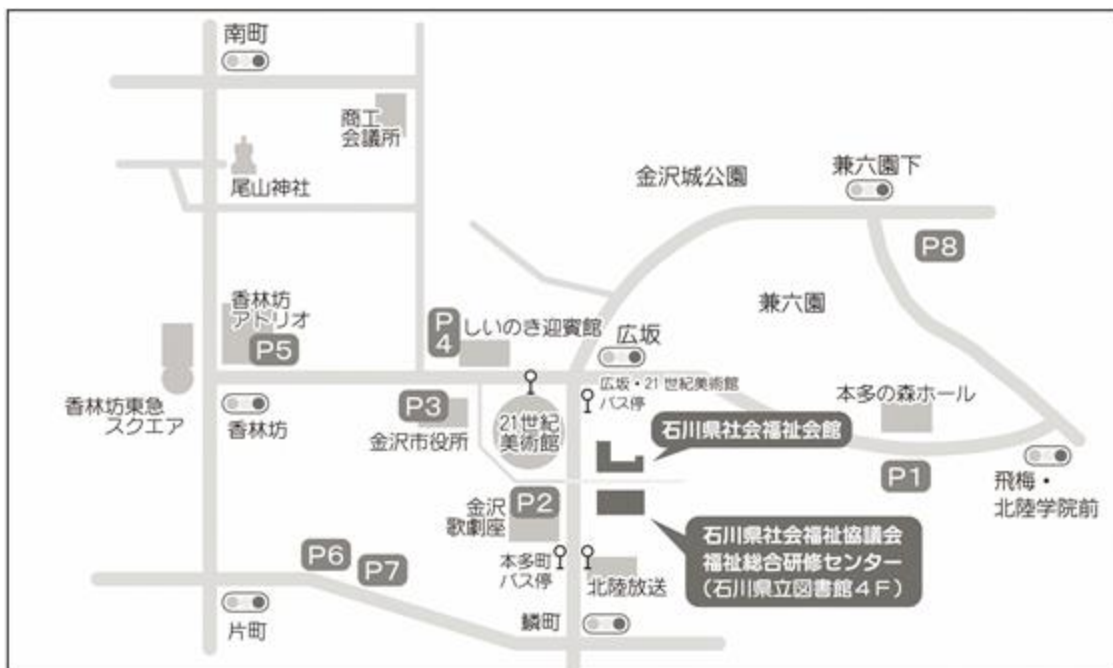 南町
商工
会議所
尾山神社
金沢城公園
兼六園下
P8
兼六園
香林坊
アトリオ
P5
P
4
しいのき迎賓館
広坂
香林坊東急
スクエア
香林坊
P3
金沢市役所
21世紀
美術館
広坂・21世紀美術館
バス停
石川県社会福祉会館
本多の森ホール
P1
飛梅・
北陸学院前
金沢
歌劇座
P2
石川県社会福祉協議会
福祉総合研修センター
(石川県立図書館4F)
P6
P7
本多町
バス停
北陸放送
片町
鱗町